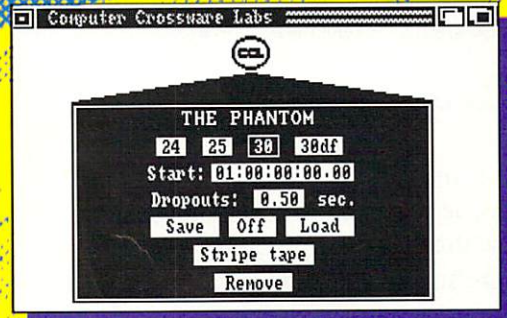 Computer Crossware Labs
CCL
THE PHANTOM
24 25 30 30df
Start: 01:00:00:00.00
Dropouts: 0.50 sec.
Save Off Load
Stripe tape
Remove